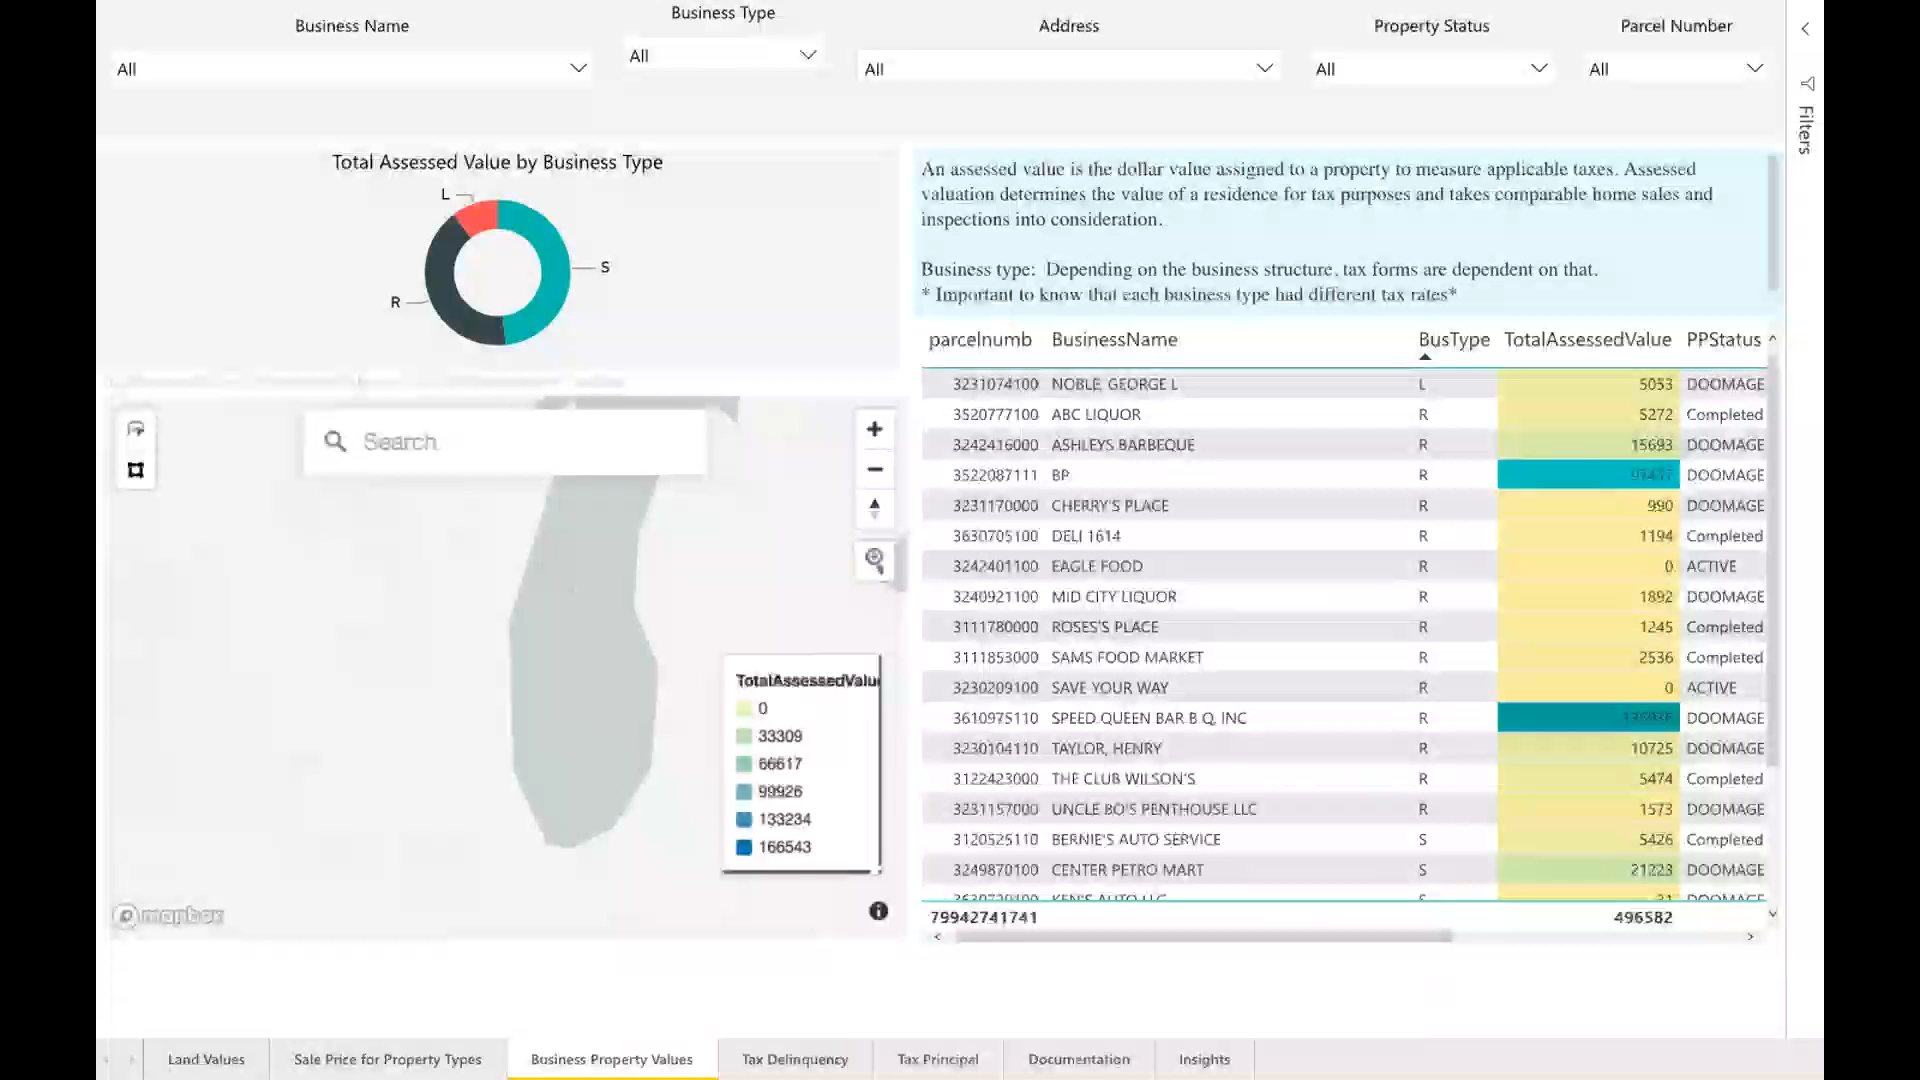 Business Name
Business Type
Address
Property Status
Parcel Number
All
All
All
All
All
Filters
Total Assessed Value by Business Type
L
S
R
An assessed value is the dollar value assigned to a property to measure applicable taxes. Assessed
valuation determines the value of a residence for tax purposes and takes comparable home sales and
inspections into consideration.
Business type: Depending on the business structure, tax forms are dependent on that.
* Important to know that each business type had different tax rates*
parcelnumb BusinessName BusType TotalAssessedValue PPStatus
3231074100 NOBLE, GEORGE L L 5053 DOOMAGE
3520777100 ABC LIQUOR R 5272 Completed
3242416000 ASHLEYS BARBEQUE R 15693 DOOMAGE
3522087111 BP R DOOMAGE
3231170000 CHERRY'S PLACE R 990 DOOMAGE
3630705100 DELI 1614 R 1194 Completed
3242401100 EAGLE FOOD R 0 ACTIVE
3240921100 MID CITY LIQUOR R 1892 DOOMAGE
3111780000 ROSES'S PLACE R 1245 Completed
3111853000 SAMS FOOD MARKET R 2536 Completed
3230209100 SAVE YOUR WAY R 0 ACTIVE
3610975110 SPEED QUEEN BAR B Q, INC R DOOMAGE
3230104110 TAYLOR, HENRY R 10725 DOOMAGE
3122423000 THE CLUB WILSON'S R 5474 Completed
3231157000 UNCLE BO'S PENTHOUSE LLC R 1573 DOOMAGE
3120525110 BERNIE'S AUTO SERVICE S 5426 Completed
3249870100 CENTER PETRO MART S 21223 DOOMAGE
KEN'S AUTO LLC S DOOMAGE
79942741741 496582
Search
TotalAssessedValu
0
33309
66617
99926
133234
166543
mapbox
Land Values
Sale Price for Property Types
Business Property Values
Tax Delinquency
Tax Principal
Documentation
Insights